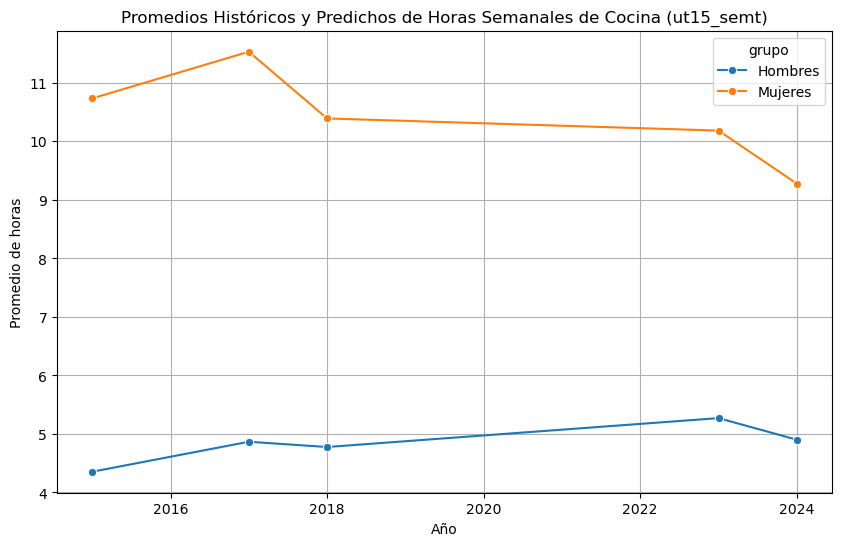 Promedios Históricos y Predichos de Horas Semanales de Cocina (ut15_semt)
grupo
Hombres
Mujeres
Promedio de horas
11
10
9
8
7
6
5
4
2016
2018
2020
2022
2024
Año